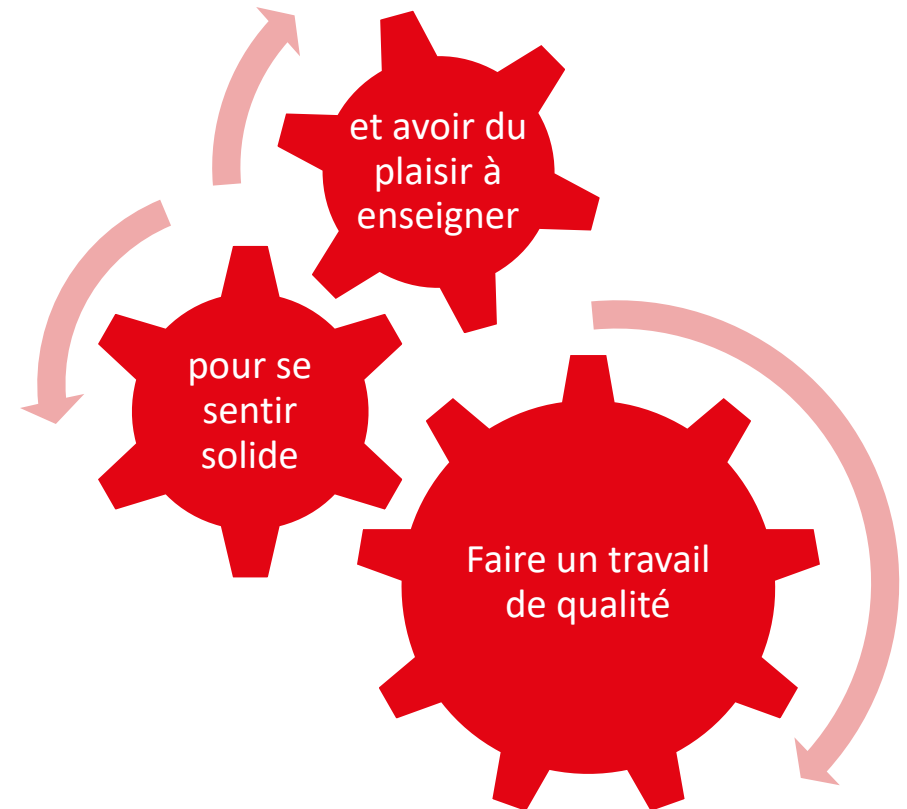 et avoir du
plaisir à
enseigner
pour se
sentir
solide
Faire un travail
de qualité